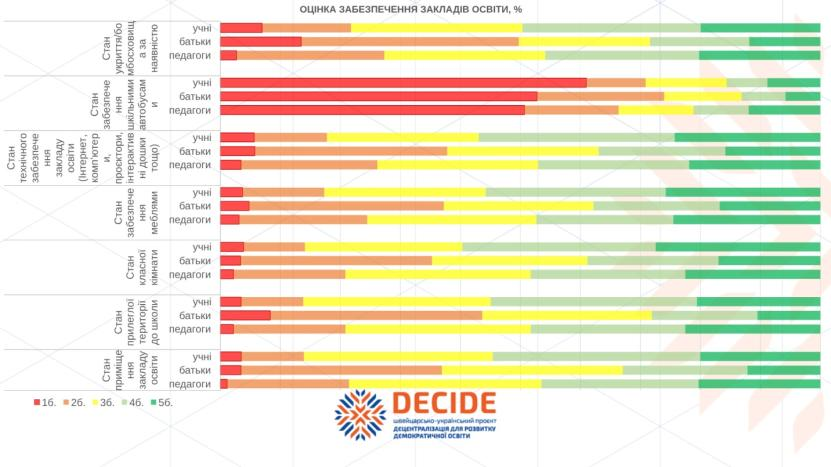 ОЦІНКА ЗАБЕЗПЕЧЕННЯ ЗАКЛАДІВ ОСВІТИ, %
Стан
укриття/бо
мбосховищ
а за
наявністю
учні
батьки
педагоги
Стан
забезпече
ння
шкільними
автобусам
и
учні
батьки
педагоги
Стан
технічного
забезпече
ння
закладу
освіти
(Інтернет,
комп'ютер
и,
проєктори,
інтерактив
ні дошки
тощо)
учні
батьки
педагоги
Стан
забезпече
ння
меблями
учні
батьки
педагоги
Стан
класної
кімнати
учні
батьки
педагоги
Стан
прилеглої
території
до школи
учні
батьки
педагоги
Стан
приміще
ння
закладу
освіти
учні
батьки
педагоги
1б. 2б. 3б. 4б. 5б.
DECIDE
швейцарсько-український проєкт
ДЕЦЕНТРАЛІЗАЦІЯ ДЛЯ РОЗВИТКУ
ДЕМОКРАТИЧНОЇ ОСВІТИ